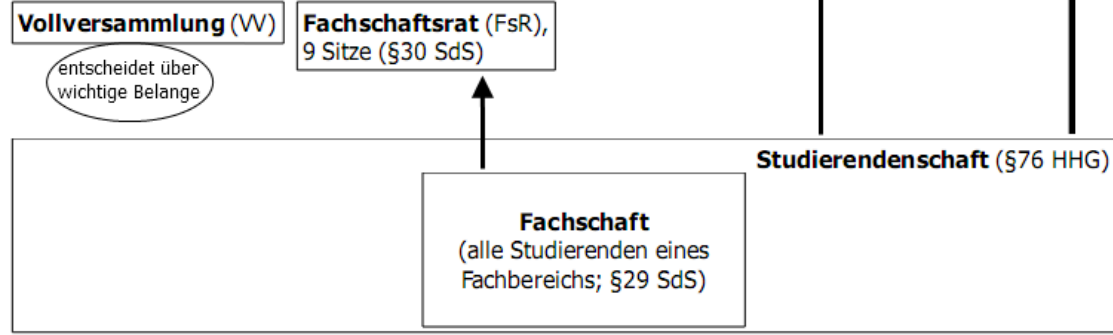 Vollversammlung (VV)
entscheidet über
wichtige Belange
Fachschaftsrat (FsR),
9 Sitze (§30 SdS)
Studierendenschaft (§76 HHG)
Fachschaft
(alle Studierenden eines
Fachbereichs; §29 SdS)